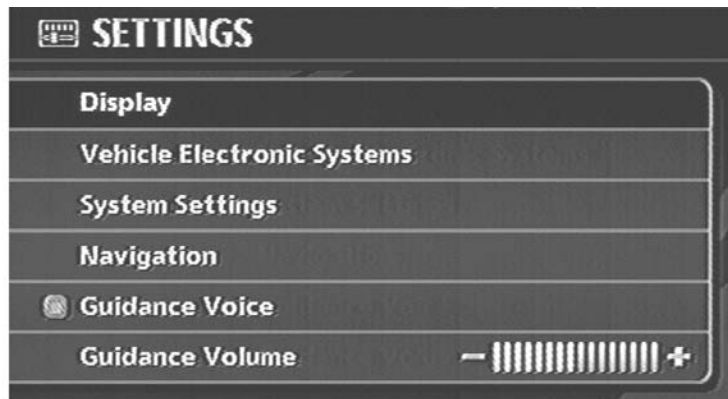 SETTINGS
Display
Vehicle Electronic Systems
System Settings
Navigation
Guidance Voice
Guidance Volume − +